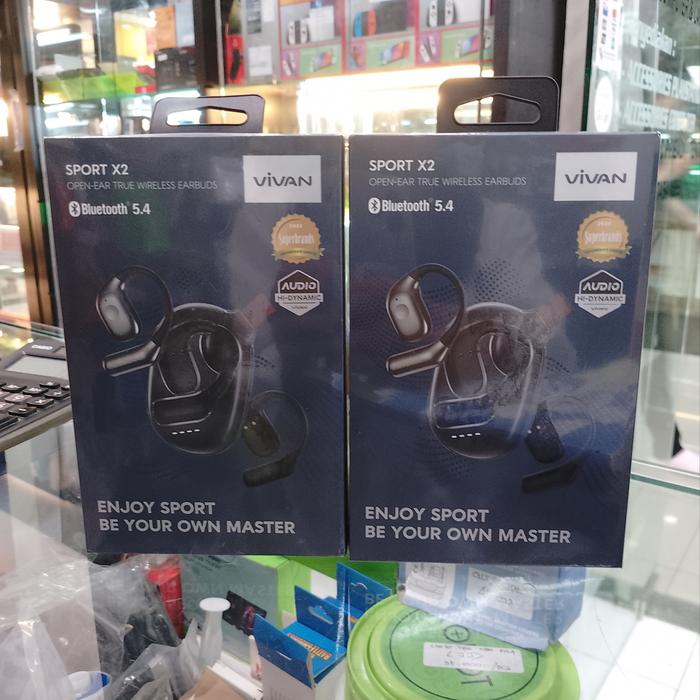 SPORT X2
OPEN-EAR TRUE WIRELESS EARBUDS
Bluetooth® 5.4
ViVAN
Superbrands
AUDIO
HI-DYNAMIC
ENJOY SPORT
BE YOUR OWN MASTER
SPORT X2
OPEN-EAR TRUE WIRELESS EARBUDS
Bluetooth® 5.4
ViVAN
Superbrands
AUDIO
HI-DYNAMIC
ENJOY SPORT
BE YOUR OWN MASTER